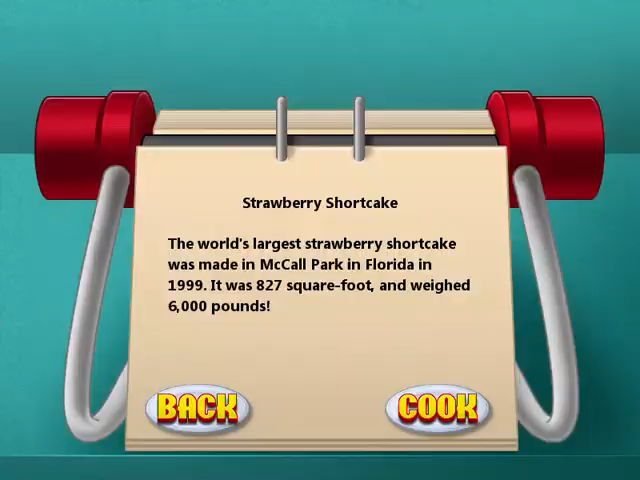 Strawberry Shortcake
The world's largest strawberry shortcake
was made in McCall Park in Florida in
1999. It was 827 square-foot, and weighed
6,000 pounds!
BACK
COOK